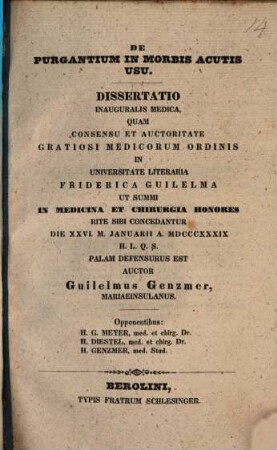 14
DE
PURGANTIUM IN MORBIS ACUTIS
USU.
DISSERTATIO
INAUGURALIS MEDICA,
QUAM
CONSENSU ET AUCTORITATE
GRATIOSI MEDICORUM ORDINIS
IN
UNIVERSITATE LITERARIA
FRIDERICA GUILELMA
UT SUMMI
IN MEDICINA ET CHIRURGIA HONORES
RITE SIBI CONCEDANTUR
DIE XXVI. M. JANUARII A. MDCCCXXXIX
H. L. Q. S.
PALAM DEFENSURUS EST
AUCTOR
Guilelmus Genzmer,
MARIAEINSULANUS.
Opponentibus:
H. G. MEYER, med. et chirg. Dr.
H. DIESTEL, med. et chirg. Dr.
H. GENZMER, med. Stud.
BEROLINI,
TYPIS FRATRUM SCHLESINGER.